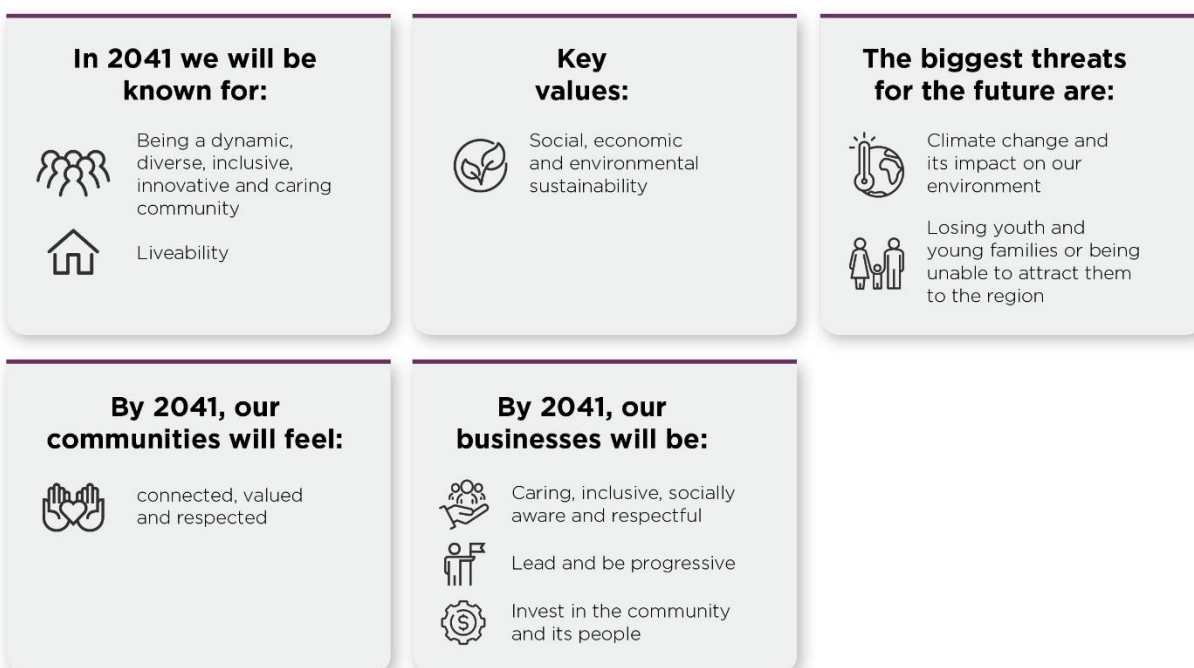 In 2041 we will be
known for:
Being a dynamic,
diverse, inclusive,
innovative and caring
community
Liveability
Key
values:
Social, economic
and environmental
sustainability
The biggest threats
for the future are:
Climate change and
its impact on our
environment
Losing youth and
young families or being
unable to attract them
to the region
By 2041, our
communities will feel:
connected, valued
and respected
By 2041, our
businesses will be:
Caring, inclusive, socially
aware and respectful
Lead and be progressive
$
Invest in the community
and its people